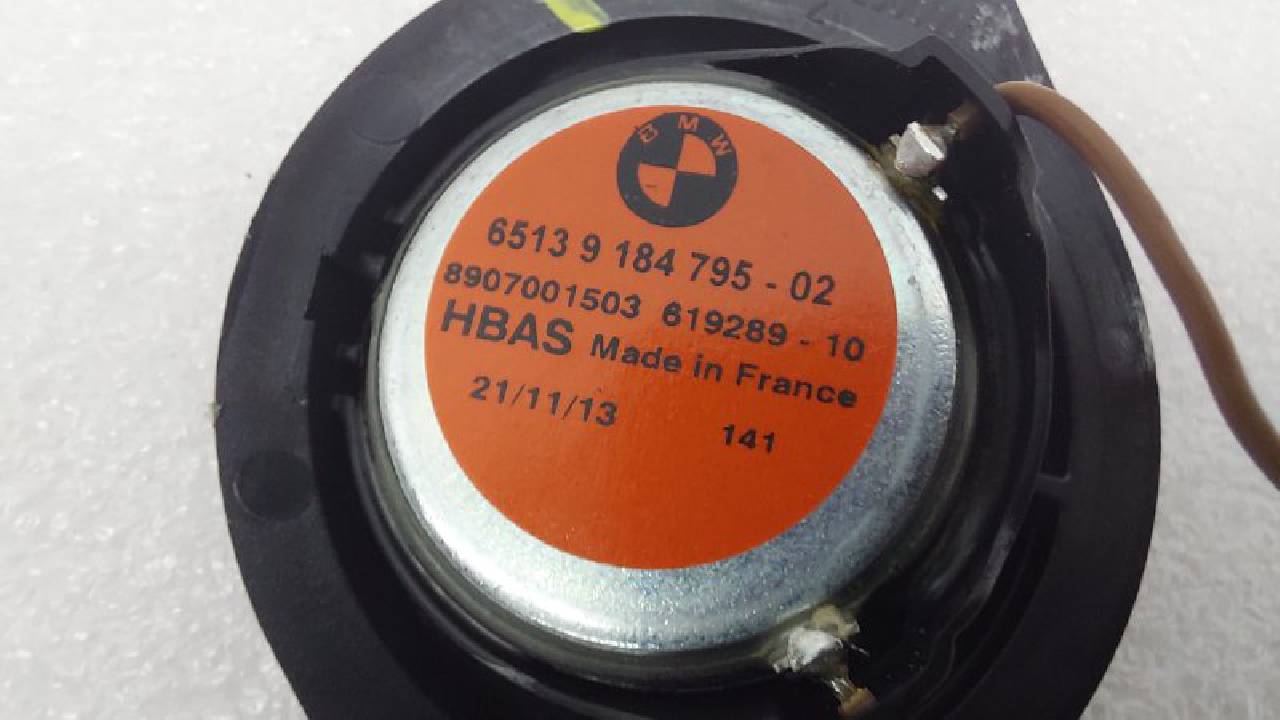 BMW
6513 9 184 795 - 02
8907001503 619289 - 10
HBAS Made in France
21/11/13 141